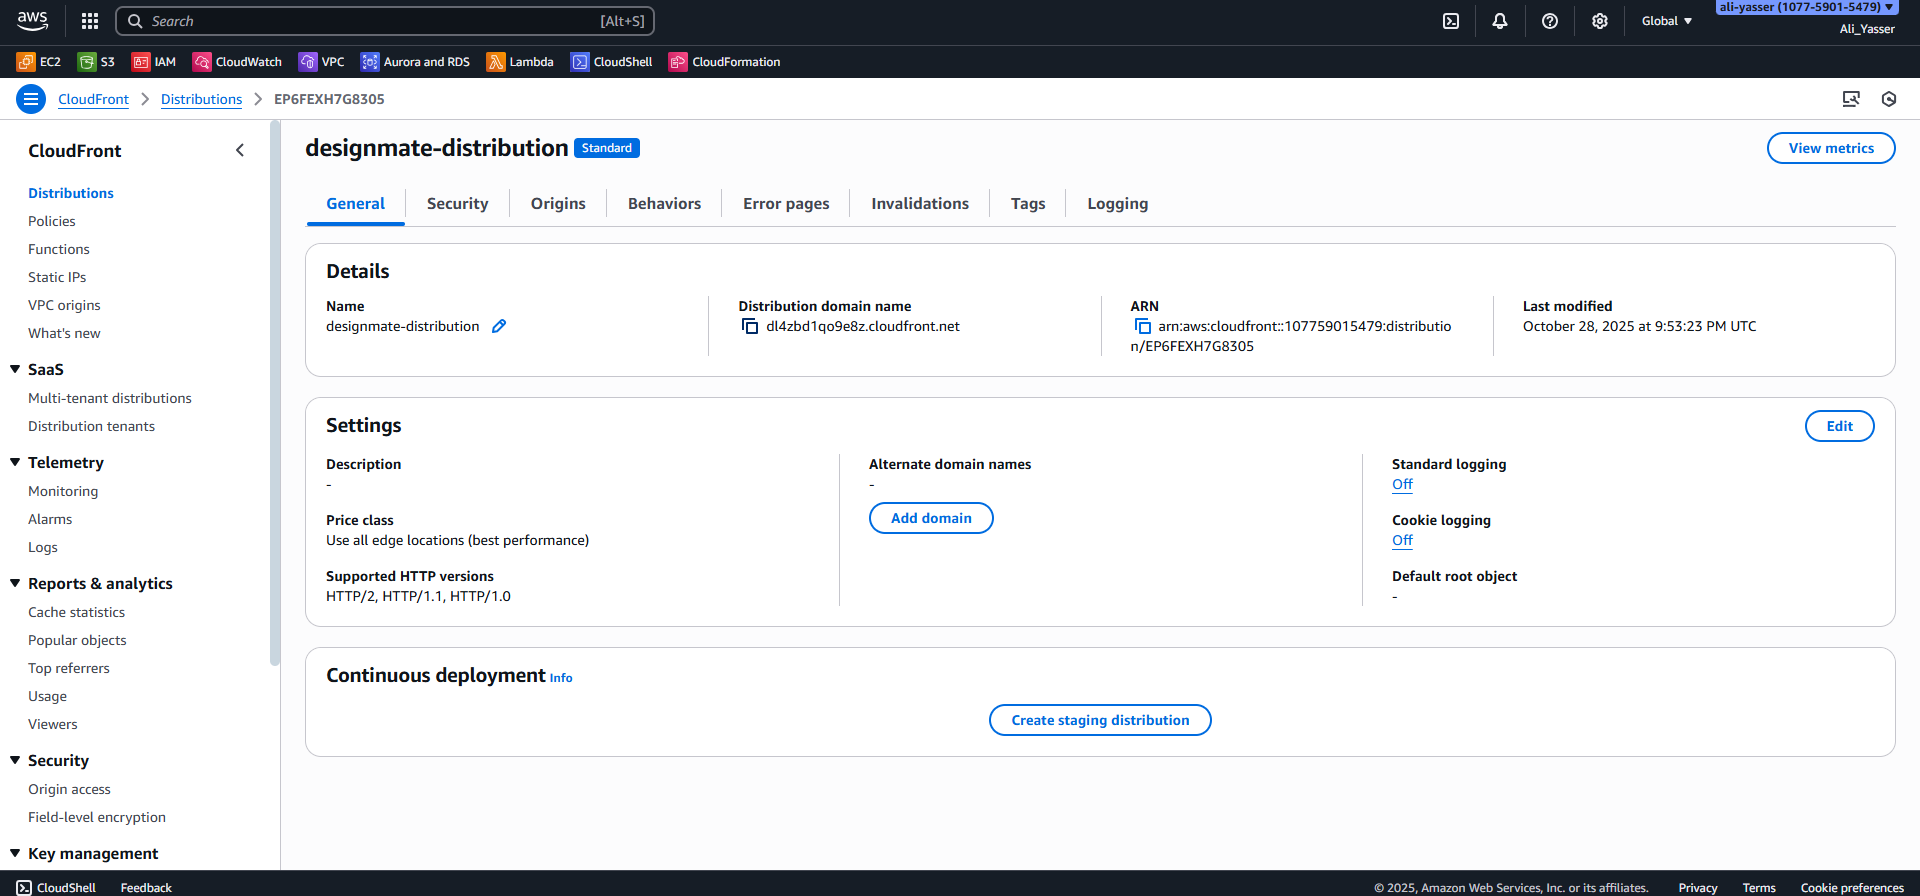 aws
Search [Alt+S]
Global
ali-yasser (1077-5901-5479)
Ali_Yasser
EC2 S3 IAM CloudWatch VPC Aurora and RDS Lambda CloudShell CloudFormation
CloudFront Distributions EP6FEXH7G8305
CloudFront
Distributions
Policies
Functions
Static IPs
VPC origins
What's new
SaaS
Multi-tenant distributions
Distribution tenants
Telemetry
Monitoring
Alarms
Logs
Reports & analytics
Cache statistics
Popular objects
Top referrers
Usage
Viewers
Security
Origin access
Field-level encryption
Key management
designmate-distribution Standard
View metrics
General Security Origins Behaviors Error pages Invalidations Tags Logging
Details
Name
designmate-distribution
Distribution domain name
dl4zbd1qo9e8z.cloudfront.net
ARN
arn:aws:cloudfront::107759015479:distributio
n/EP6FEXH7G8305
Last modified
October 28, 2025 at 9:53:23 PM UTC
Settings
Edit
Description
-
Price class
Use all edge locations (best performance)
Supported HTTP versions
HTTP/2, HTTP/1.1, HTTP/1.0
Alternate domain names
-
Add domain
Standard logging
Off
Cookie logging
Off
Default root object
-
Continuous deployment Info
Create staging distribution
CloudShell Feedback
© 2025, Amazon Web Services, Inc. or its affiliates. Privacy Terms Cookie preferences